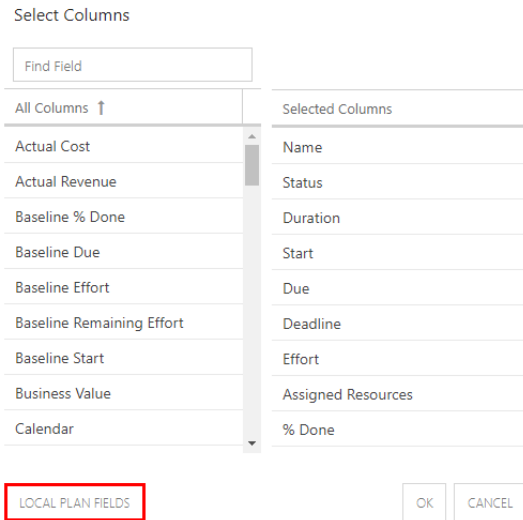 Select Columns
Find Field
All Columns
Actual Cost
Actual Revenue
Baseline % Done
Baseline Due
Baseline Effort
Baseline Remaining Effort
Baseline Start
Business Value
Calendar
Selected Columns
Name
Status
Duration
Start
Due
Deadline
Effort
Assigned Resources
% Done
LOCAL PLAN FIELDS
OK
CANCEL